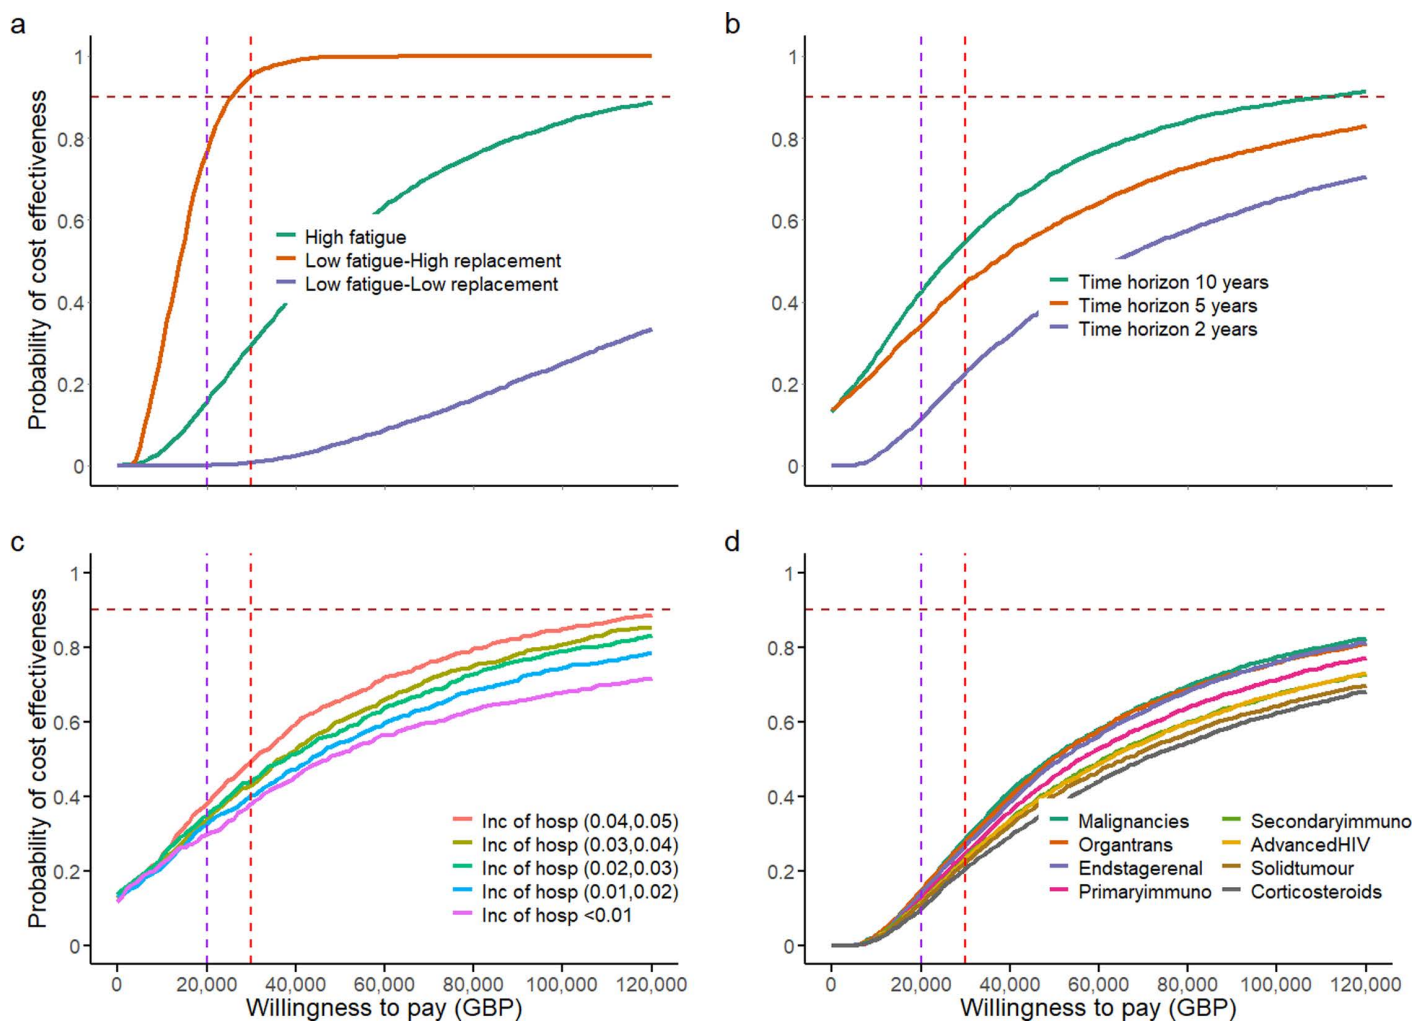 a
Probability of cost effectiveness
1
0.8
0.6
0.4
0.2
0
High fatigue
Low fatigue-High replacement
Low fatigue-Low replacement
b
1
0.8
0.6
0.4
0.2
0
Time horizon 10 years
Time horizon 5 years
Time horizon 2 years
c
Probability of cost effectiveness
1
0.8
0.6
0.4
0.2
0
Inc of hosp (0.04,0.05)
Inc of hosp (0.03,0.04)
Inc of hosp (0.02,0.03)
Inc of hosp (0.01,0.02)
Inc of hosp <0.01
0 20,000 40,000 60,000 80,000 100,000 120,000
Willingness to pay (GBP)
d
1
0.8
0.6
0.4
0.2
0
Malignancies Secondaryimmuno
Organtrans AdvancedHIV
Endstagerenal Solidtumour
Primaryimmuno Corticosteroids
0 20,000 40,000 60,000 80,000 100,000 120,000
Willingness to pay (GBP)